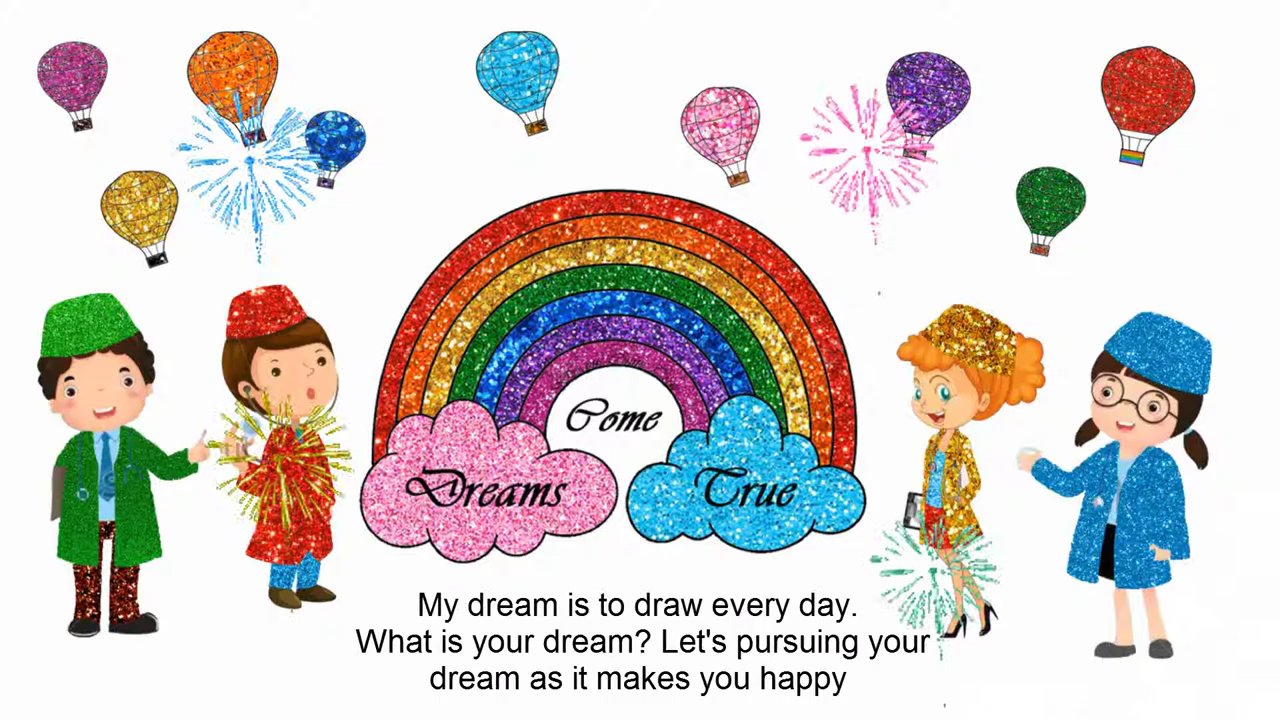 Come
Dreams True
My dream is to draw every day.
What is your dream? Let's pursuing your
dream as it makes you happy